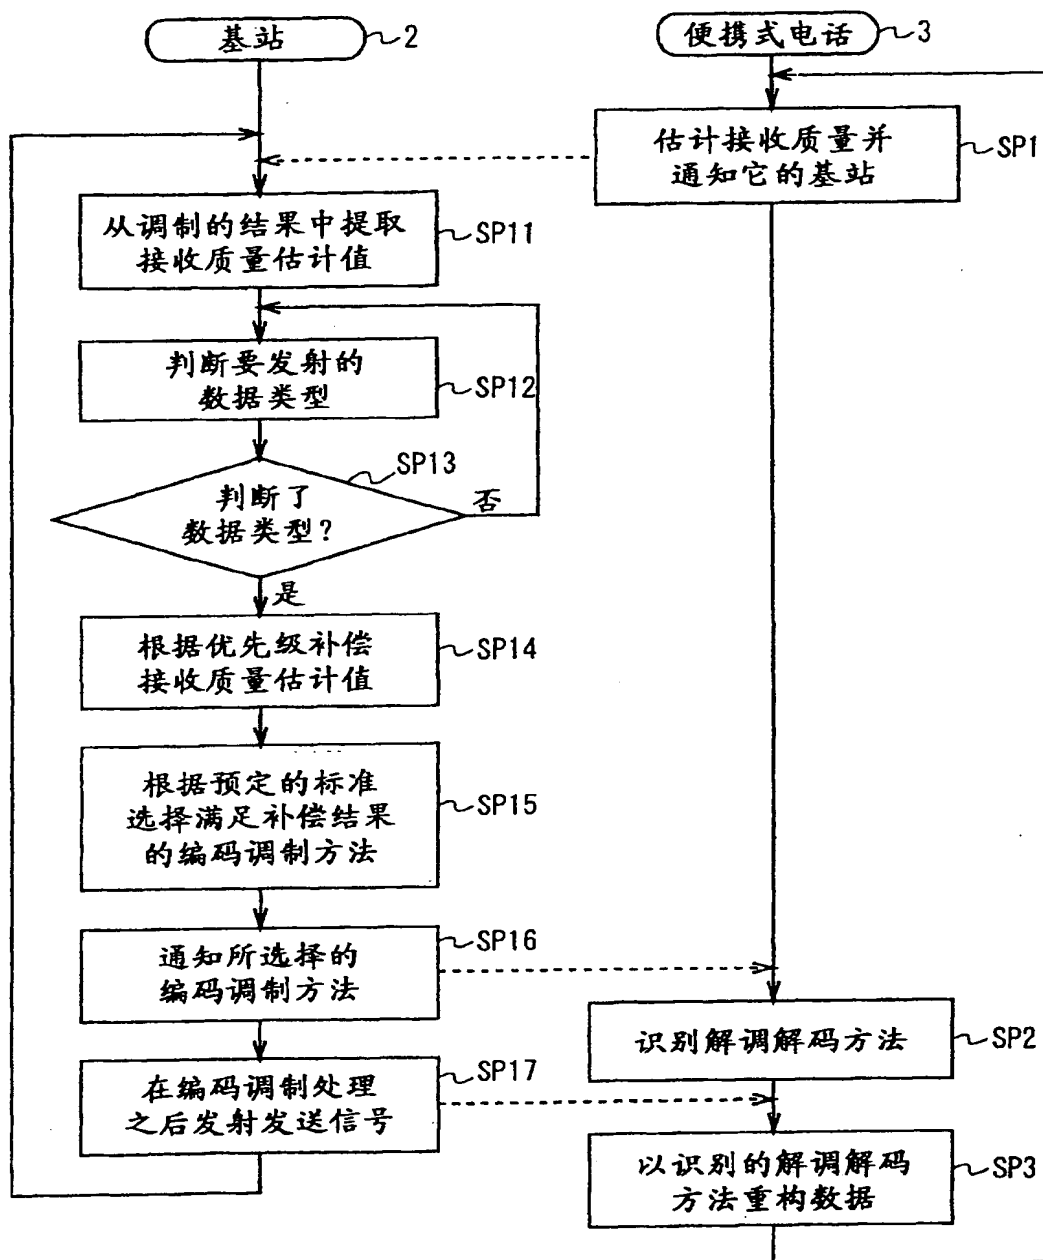 基站
2
便携式电话
3
估计接收质量并
通知它的基站
SP1
从调制的结果中提取
接收质量估计值
SP11
判断要发射的
数据类型
SP12
SP13
判断了
数据类型?
否
是
根据优先级补偿
接收质量估计值
SP14
根据预定的标准
选择满足补偿结果
的编码调制方法
SP15
通知所选择的
编码调制方法
SP16
识别解调解码方法
SP2
在编码调制处理
之后发射发送信号
SP17
以识别的解调解码
方法重构数据
SP3